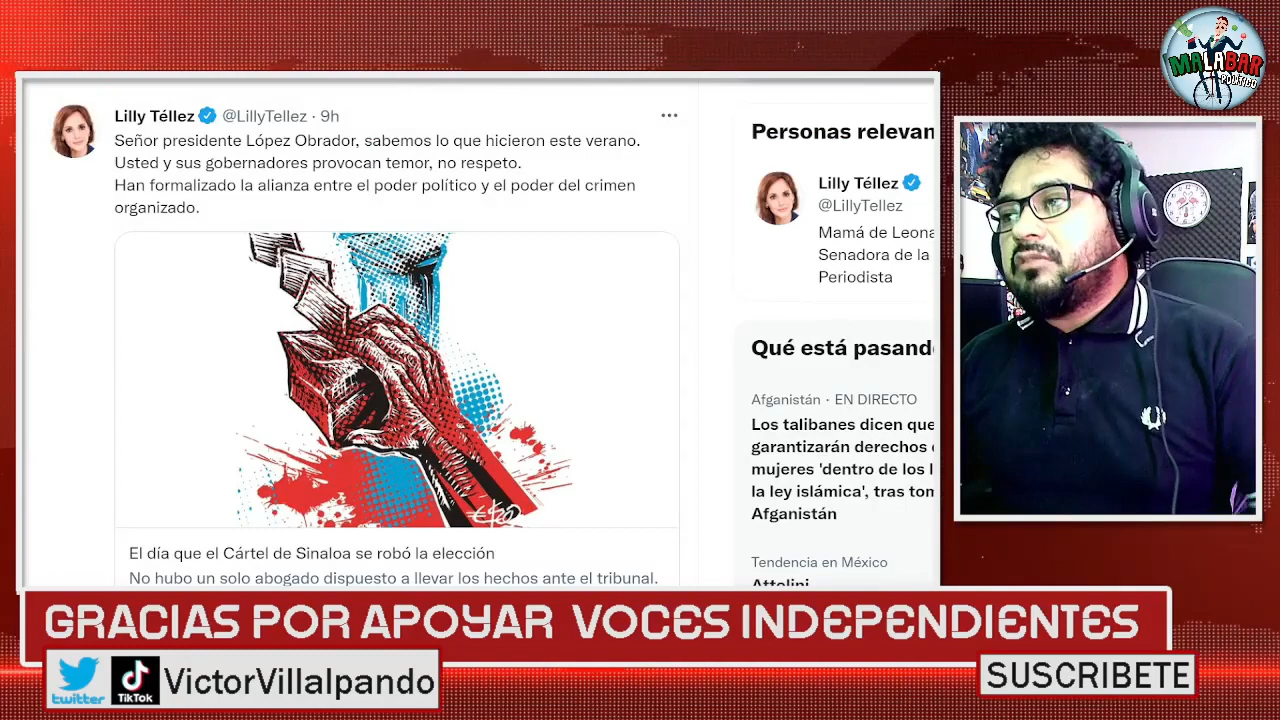 MALABAR
POLÍTICO
Lilly Téllez @LillyTellez · 9h
Señor presidente López Obrador, sabemos lo que hicieron este verano.
Usted y sus gobernadores provocan temor, no respeto.
Han formalizado la alianza entre el poder político y el poder del crimen
organizado.
El día que el Cártel de Sinaloa se robó la elección
No hubo un solo abogado dispuesto a llevar los hechos ante el tribunal.
Personas relevan
Lilly Téllez
@LillyTellez
Mamá de Leona
Senadora de la
Periodista
Qué está pasando
Afganistán · EN DIRECTO
Los talibanes dicen que
garantizarán derechos
mujeres 'dentro de los
la ley islámica', tras tom
Afganistán
Tendencia en México
Attolini
GRACIAS POR APOYAR VOCES INDEPENDIENTES
twitter TikTok VictorVillalpando
SUSCRIBETE